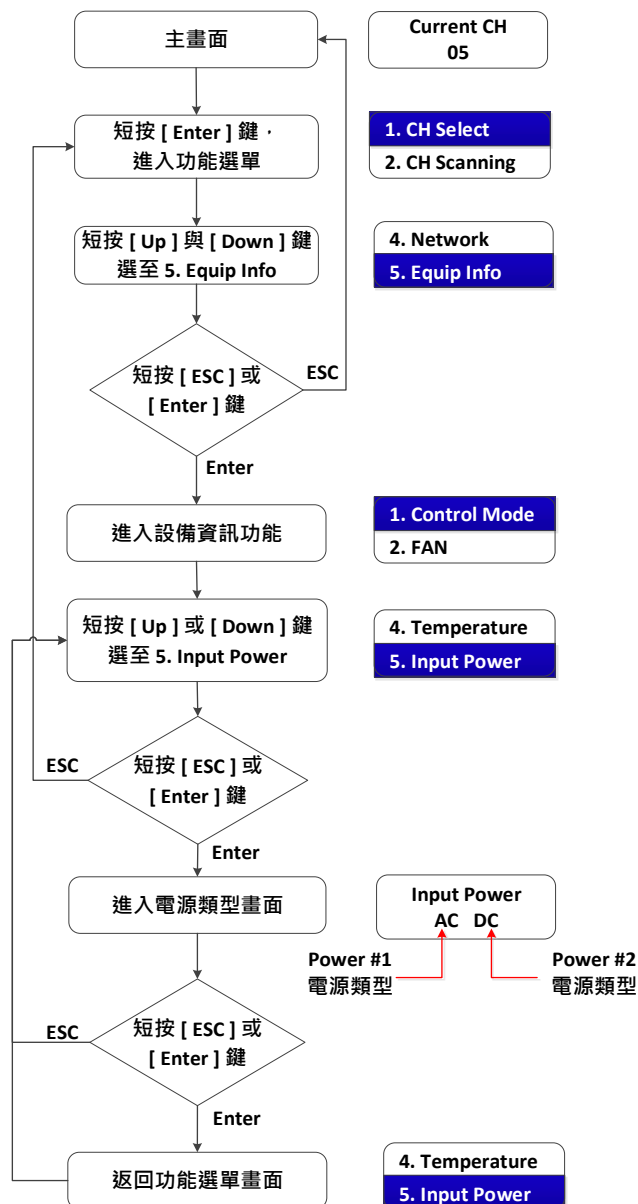 主畫面
Current CH
05
短按 [ Enter ] 鍵，
進入功能選單
1. CH Select
2. CH Scanning
短按 [ Up ] 與 [ Down ] 鍵
選至 5. Equip Info
4. Network
5. Equip Info
短按 [ ESC ] 或
[ Enter ] 鍵
ESC
Enter
進入設備資訊功能
1. Control Mode
2. FAN
短按 [ Up ] 或 [ Down ] 鍵
選至 5. Input Power
4. Temperature
5. Input Power
ESC
短按 [ ESC ] 或
[ Enter ] 鍵
Enter
進入電源類型畫面
Input Power
AC DC
Power #1
電源類型
Power #2
電源類型
ESC
短按 [ ESC ] 或
[ Enter ] 鍵
Enter
返回功能選單畫面
4. Temperature
5. Input Power